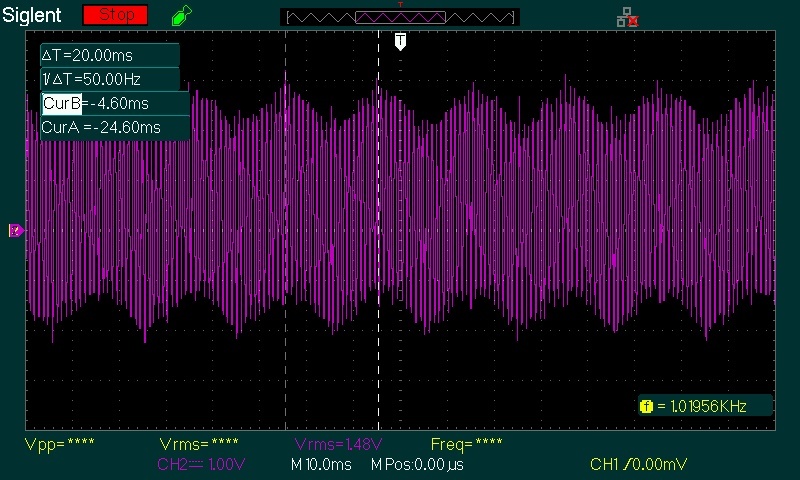 Siglent Stop T
T
ΔT=20.00ms
1/ΔT=50.00Hz
CurB=-4.60ms
CurA =-24.60ms
f = 1.01956KHz
Vpp=**** Vrms=**** Vrms=1.48V Freq=****
CH2 1.00V M 10.0ms M Pos:0.00μs CH1 0.00mV